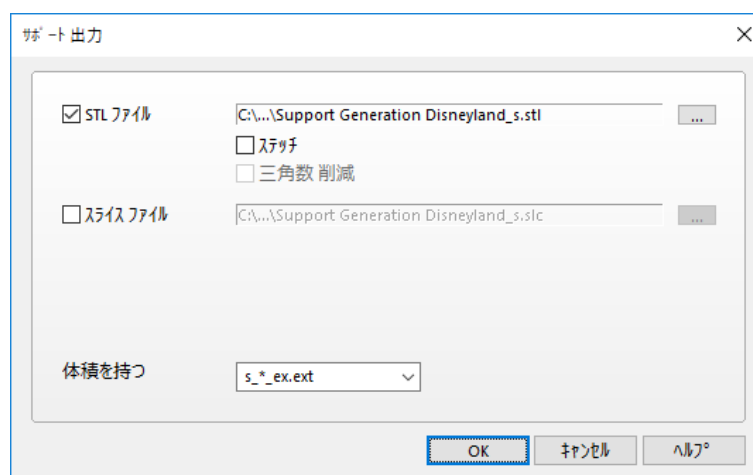 ｻﾎﾟｰﾄ 出力
STL ﾌｧｲﾙ C:\...\Support Generation Disneyland_s.stl ...
ｽﾃｯﾁ
三角数 削減
ｽﾗｲｽ ﾌｧｲﾙ C:\...\Support Generation Disneyland_s.slc ...
体積を持つ s_*_ex.ext
OK ｷｬﾝｾﾙ ﾍﾙﾌﾟ